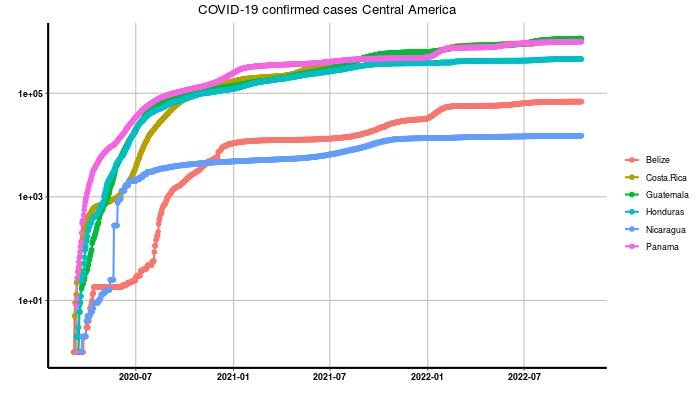 COVID-19 confirmed cases Central America
1e+05
1e+03
1e+01
2020-07
2021-01
2021-07
2022-01
2022-07
Belize
Costa.Rica
Guatemala
Honduras
Nicaragua
Panama